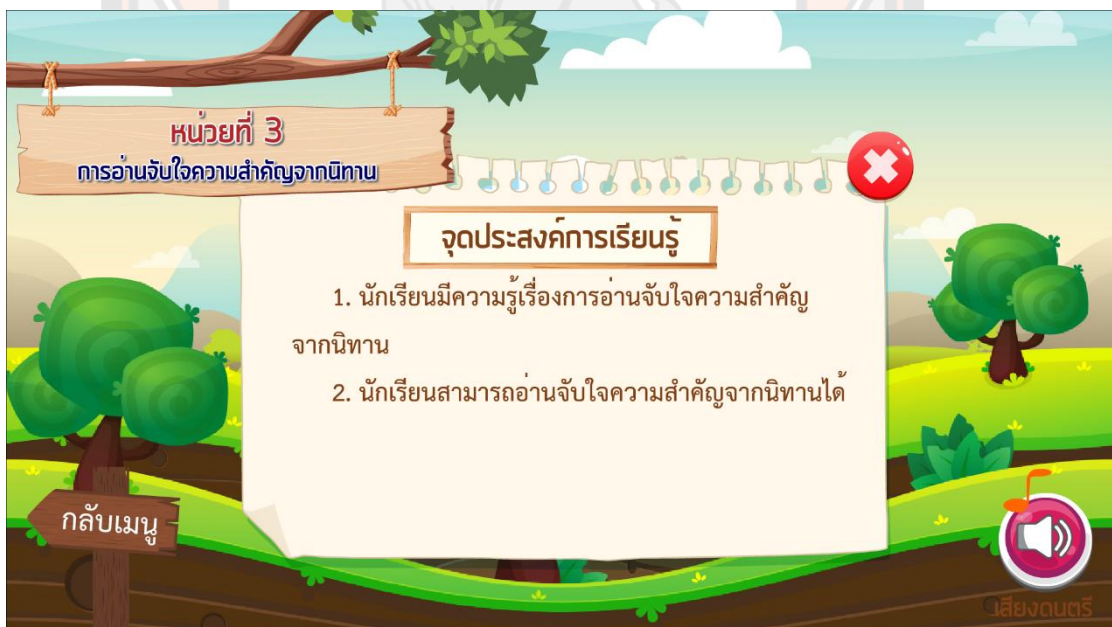 หน่วยที่ 3
การอ่านจับใจความสำคัญจากนิทาน
จุดประสงค์การเรียนรู้
1. นักเรียนมีความรู้เรื่องการอ่านจับใจความสำคัญ
จากนิทาน
2. นักเรียนสามารถอ่านจับใจความสำคัญจากนิทานได้
กลับเมนู
เสียงดนตรี